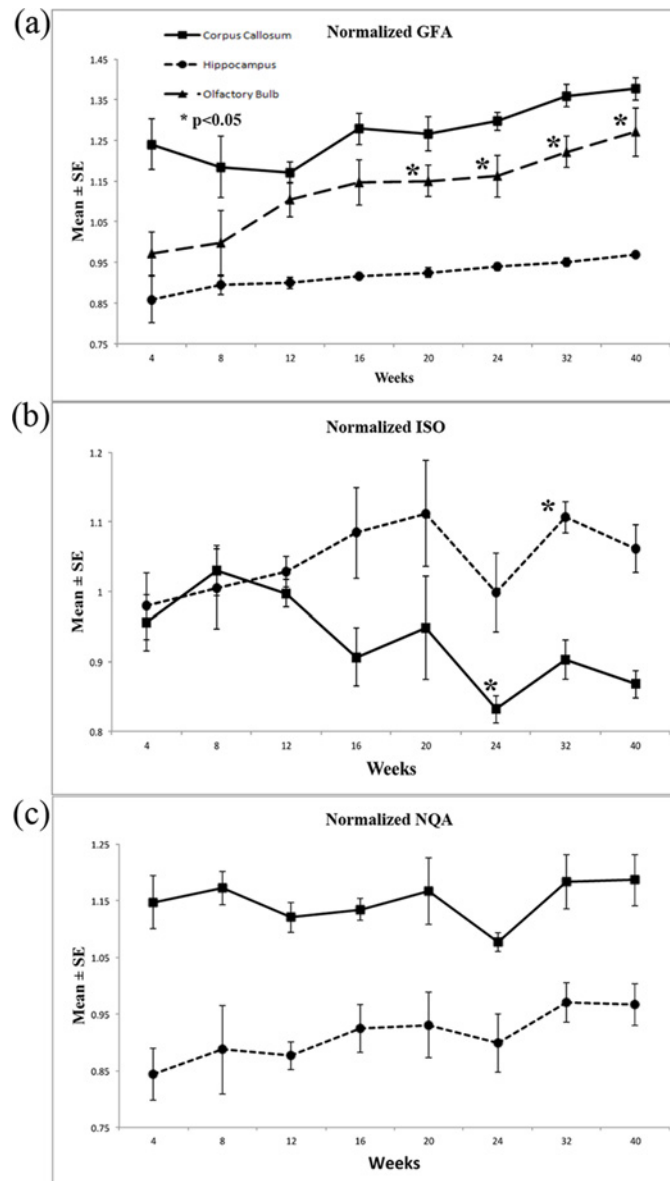 (a)
Normalized GFA
Corpus Callosum
Hippocampus
Olfactory Bulb
* p<0.05
Mean ± SE
1.45
1.35
1.25
1.15
1.05
0.95
0.85
0.75
* * * *
4 8 12 16 20 24 32 40
Weeks
(b)
Normalized ISO
Mean ± SE
1.2
1.1
1
0.9
0.8
*
*
4 8 12 16 20 24 32 40
Weeks
(c)
Normalized NQA
Mean ± SE
1.25
1.15
1.05
0.95
0.85
0.75
4 8 12 16 20 24 32 40
Weeks